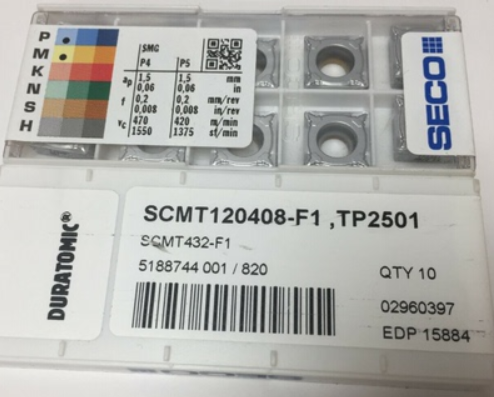 P
M
K
N
S
H
SMG
P4 P5
ap 1,5 1,5 mm
0,06 0,06 in
f 0,2 0,2 mm/rev
0,008 0,008 in/rev
vc 470 420 m/min
1550 1375 sf/min
SECO
DURATOMIC®
SCMT120408-F1 ,TP2501
SCMT432-F1
5188744 001 / 820
QTY 10
02960397
EDP 15884